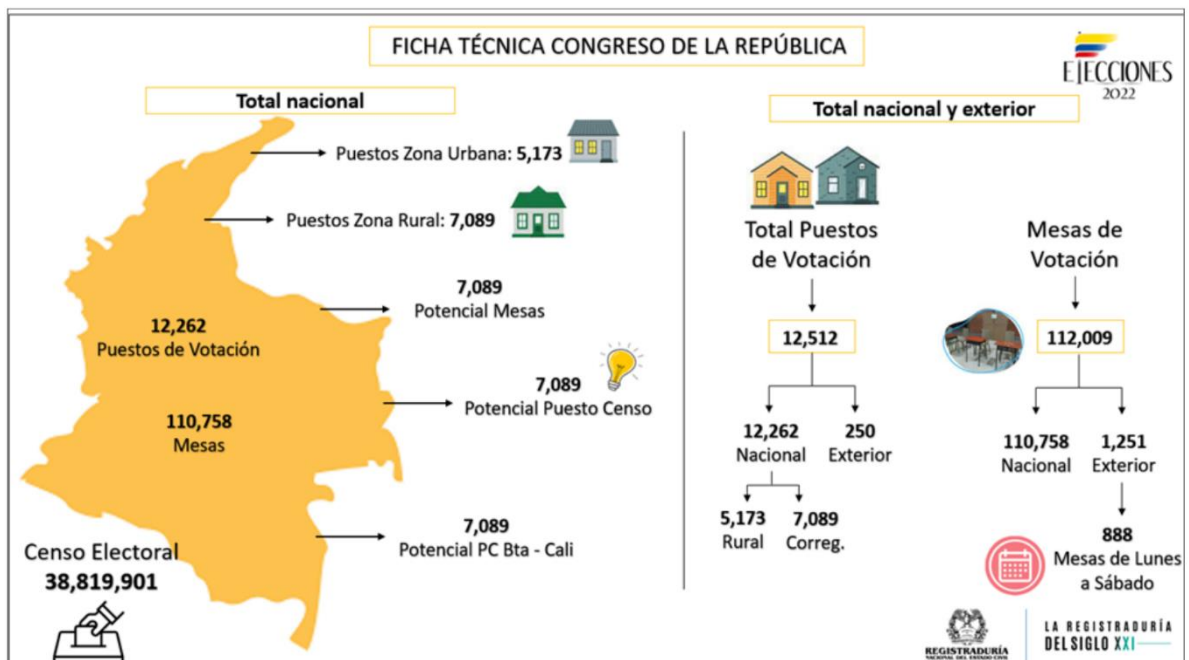 FICHA TÉCNICA CONGRESO DE LA REPÚBLICA
ELECCIONES
2022
Total nacional
Puestos Zona Urbana: 5,173
Puestos Zona Rural: 7,089
7,089
Potencial Mesas
12,262
Puestos de Votación
7,089
Potencial Puesto Censo
110,758
Mesas
7,089
Potencial PC Bta - Cali
Censo Electoral
38,819,901
Total nacional y exterior
Total Puestos
de Votación
12,512
12,262
Nacional
250
Exterior
5,173
Rural
7,089
Correg.
Mesas de
Votación
112,009
110,758
Nacional
1,251
Exterior
888
Mesas de Lunes
a Sábado
REGISTRADURÍA
NACIONAL DEL ESTADO CIVIL
LA REGISTRADURÍA
DEL SIGLO XXI